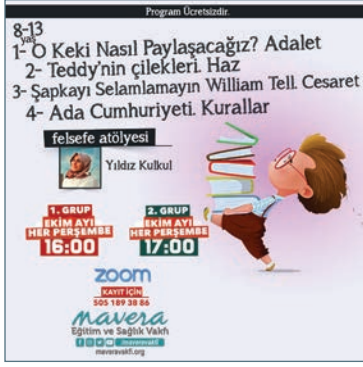 Program Ücretsizdir.
8-13
yaş
1- O Keki Nasıl Paylaşacağız? Adalet
2- Teddy'nin çilekleri. Haz
3- Şapkayı Selamlamayın William Tell. Cesaret
4- Ada Cumhuriyeti. Kurallar
felsefe atölyesi
Yıldız Kulkul
1. GRUP
EKİM AYI
HER PERŞEMBE
16:00
2. GRUP
EKİM AYI
HER PERŞEMBE
17:00
zoom
KAYIT İÇİN
505 189 38 86
mavera
Eğitim ve Sağlık Vakfı
/maveravakfi
maveravakfi.org